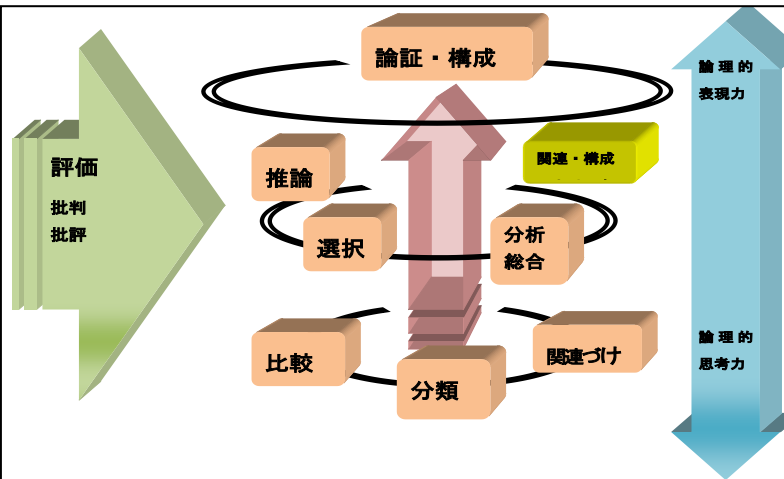 論証・構成
論理的
表現力
関連・構成
評価
推論
批判
批評
選択
分析
総合
論理的
思考力
比較
分類
関連づけ